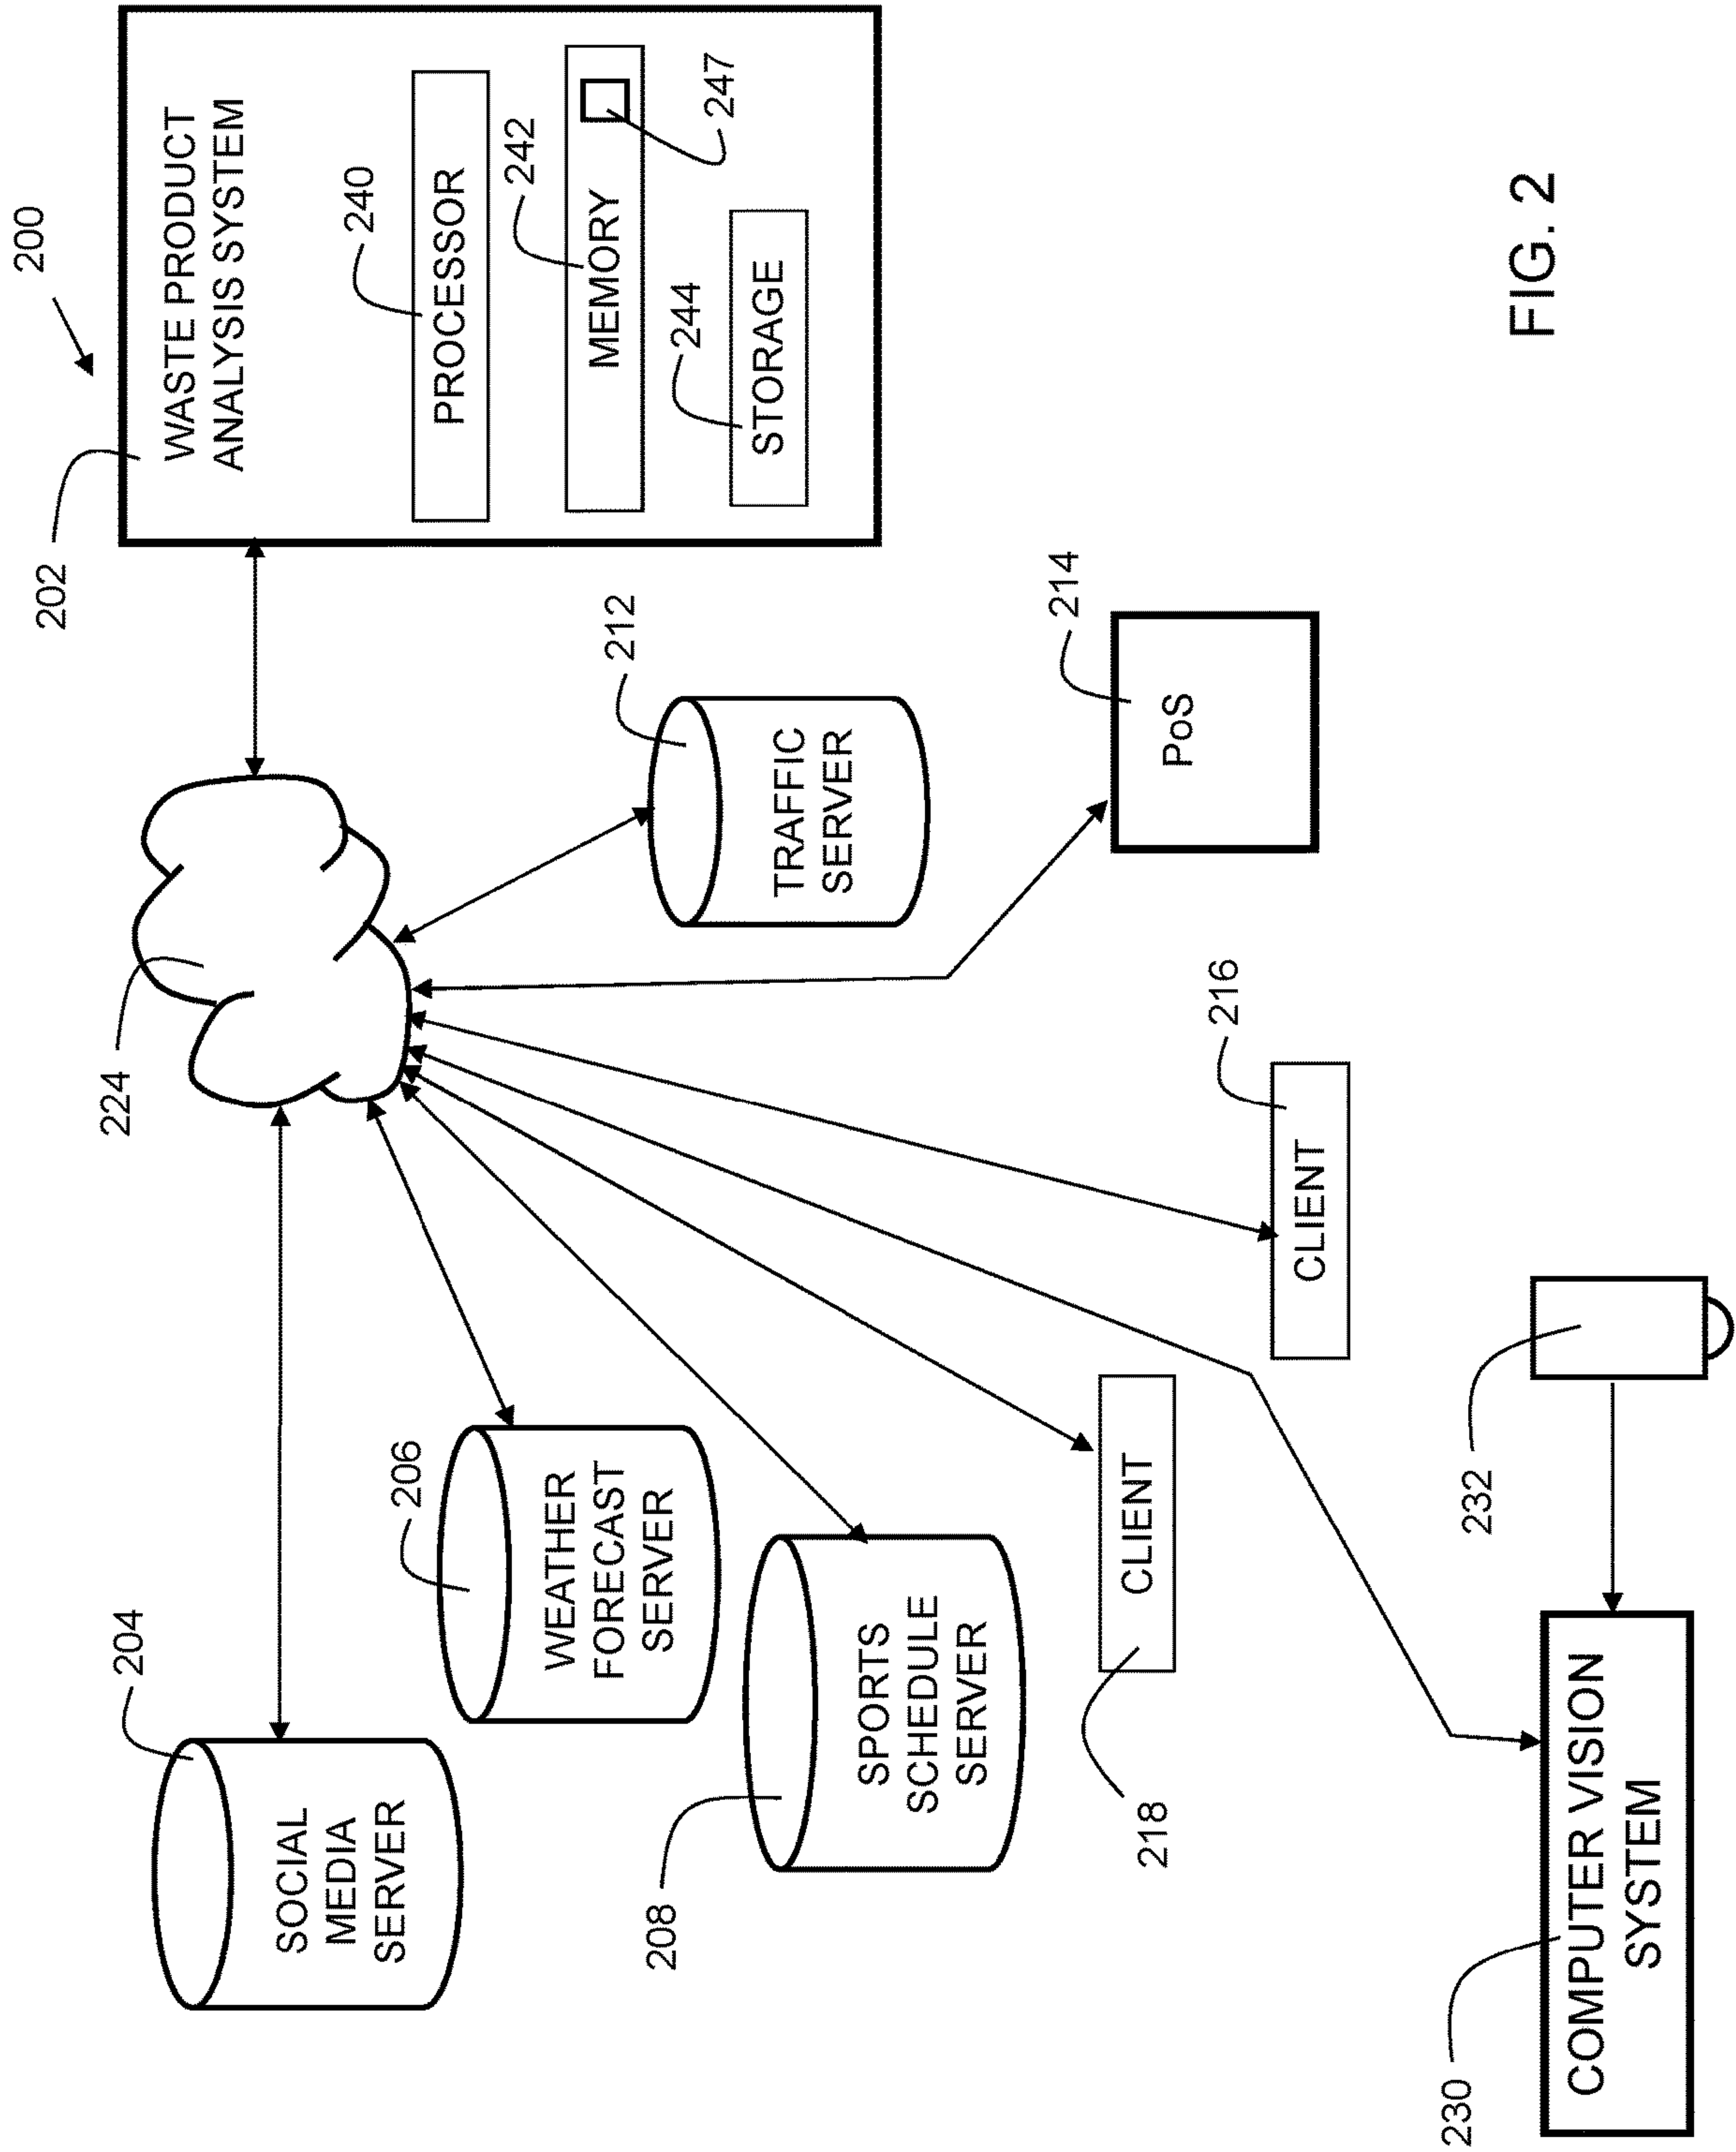 200
202
WASTE PRODUCT
ANALYSIS SYSTEM
240
PROCESSOR
242
MEMORY
247
244
STORAGE
224
204
SOCIAL
MEDIA
SERVER
206
WEATHER
FORECAST
SERVER
208
SPORTS
SCHEDULE
SERVER
212
TRAFFIC
SERVER
214
PoS
216
CLIENT
218
CLIENT
232
230
COMPUTER VISION
SYSTEM
FIG. 2